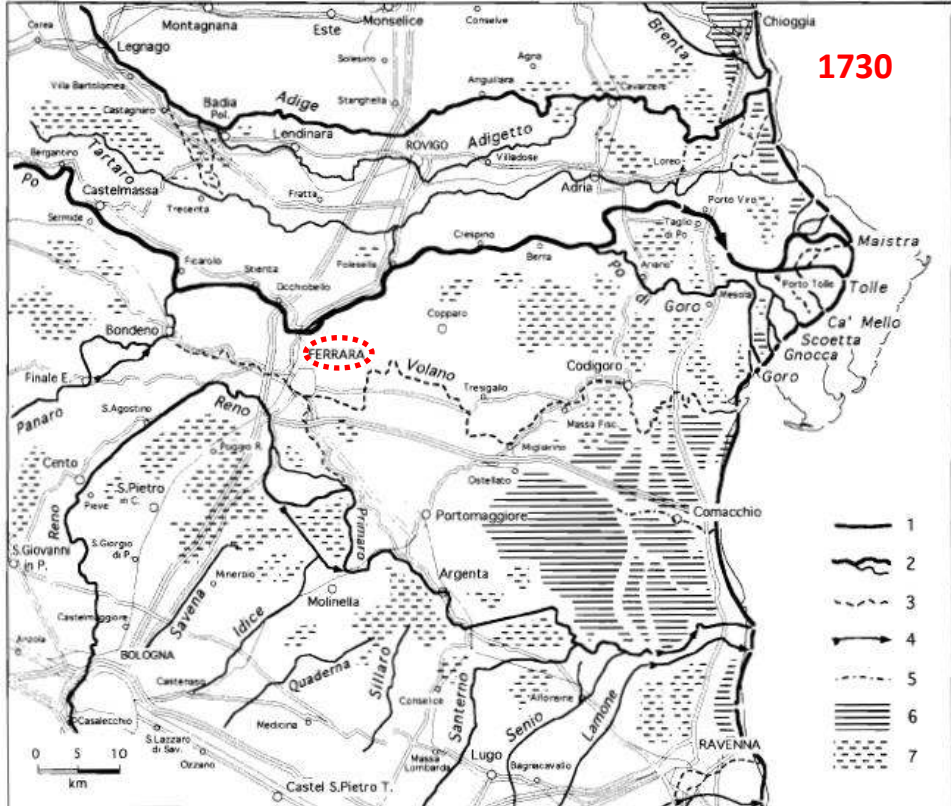 Cerea
Montagnana
Este
Monselice
Conselve
Chioggia
1730
Legnago
Solesino
Agna
Brenta
Villa Bartolomea
Castagnaro
Badia
Pol.
Adige
Stanghella
Anguillara
Cavarzere
Lendinara
ROVIGO
Adigetto
Villadose
Loreo
Bergantino
Tartaro
Po
Castelmassa
Trecenta
Fratta
Adria
Porto Viro
Sermide
Crespino
Taglio
di Po
Maistra
Ficarolo
Stienta
Polesella
Berra
Ariano
Porto Tolle
Tolle
Occhiobello
Po
di
Goro
Mesola
Ca' Mello
Bondeno
Copparo
Scoetta
Gnocca
FERRARA
Volano
Codigoro
Goro
Finale E.
Tresigallo
Panaro
S.Agostino
Reno
Massa Fisc.
Poggio R.
Migliarino
Cento
Ostellato
S.Pietro
in C.
Pieve
Primaro
Portomaggiore
Comacchio
Reno
S.Giovanni
in P.
S.Giorgio
di P.
Minerbio
Argenta
Savena
Idice
Molinella
Castelmaggiore
Anzola
BOLOGNA
Castenaso
Quaderna
Sillaro
Conselice
Santerno
Senio
Alfonsine
Lamone
Casalecchio
Medicina
S.Lazzaro
di Sav.
Ozzano
Massa
Lombarda
Lugo
Bagnacavallo
RAVENNA
Castel S.Pietro T.
0 5 10
km
1
2
3
4
5
6
7